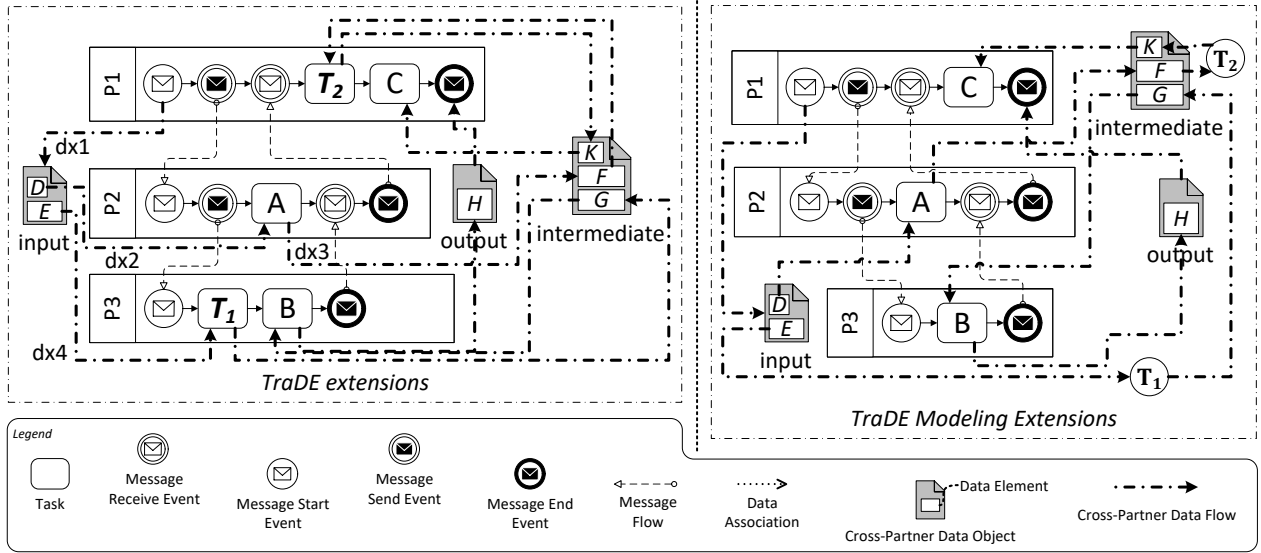 P1
T2
C
dx1
D
E
input
P2
A
dx2
dx3
H
output
K
F
G
intermediate
P3
T1
B
dx4
TraDE extensions
P1
C
K
F
G
T2
intermediate
P2
A
H
output
D
E
input
P3
B
T1
TraDE Modeling Extensions
Legend
Task
Message
Receive Event
Message Start
Event
Message
Send Event
Message End
Event
Message
Flow
Data
Association
Data Element
Cross-Partner Data Object
Cross-Partner Data Flow